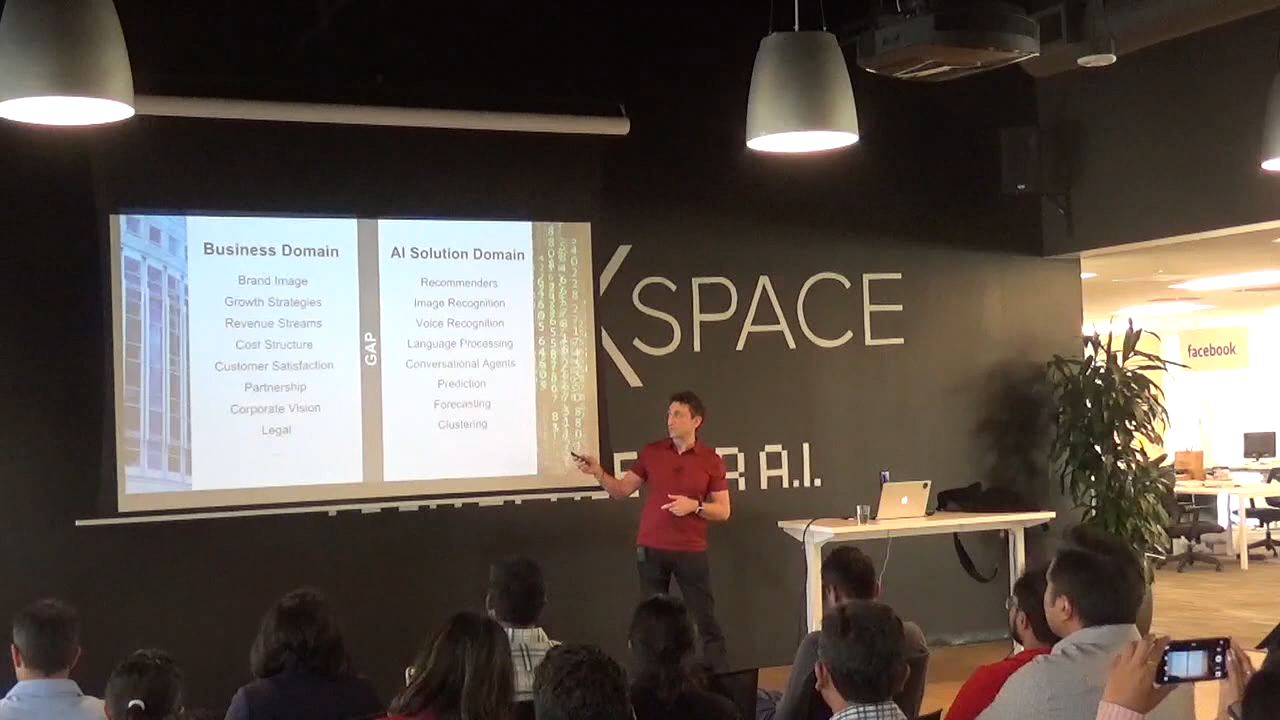 Business Domain
Brand Image
Growth Strategies
Revenue Streams
Cost Structure
Customer Satisfaction
Partnership
Corporate Vision
Legal
GAP
AI Solution Domain
Recommenders
Image Recognition
Voice Recognition
Language Processing
Conversational Agents
Prediction
Forecasting
Clustering
SPACE
A.I.
facebook